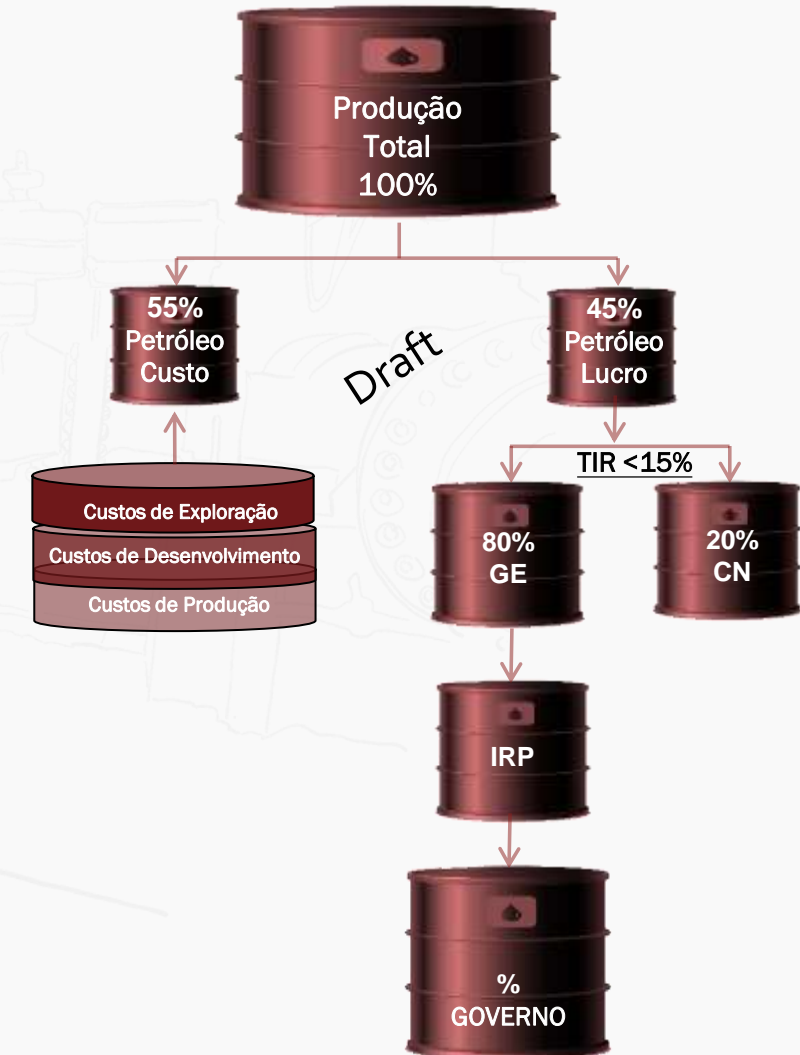 Produção
Total
100%
55%
Petróleo
Custo
45%
Petróleo
Lucro
Draft
TIR <15%
Custos de Exploração
Custos de Desenvolvimento
Custos de Produção
80%
GE
20%
CN
IRP
%
GOVERNO